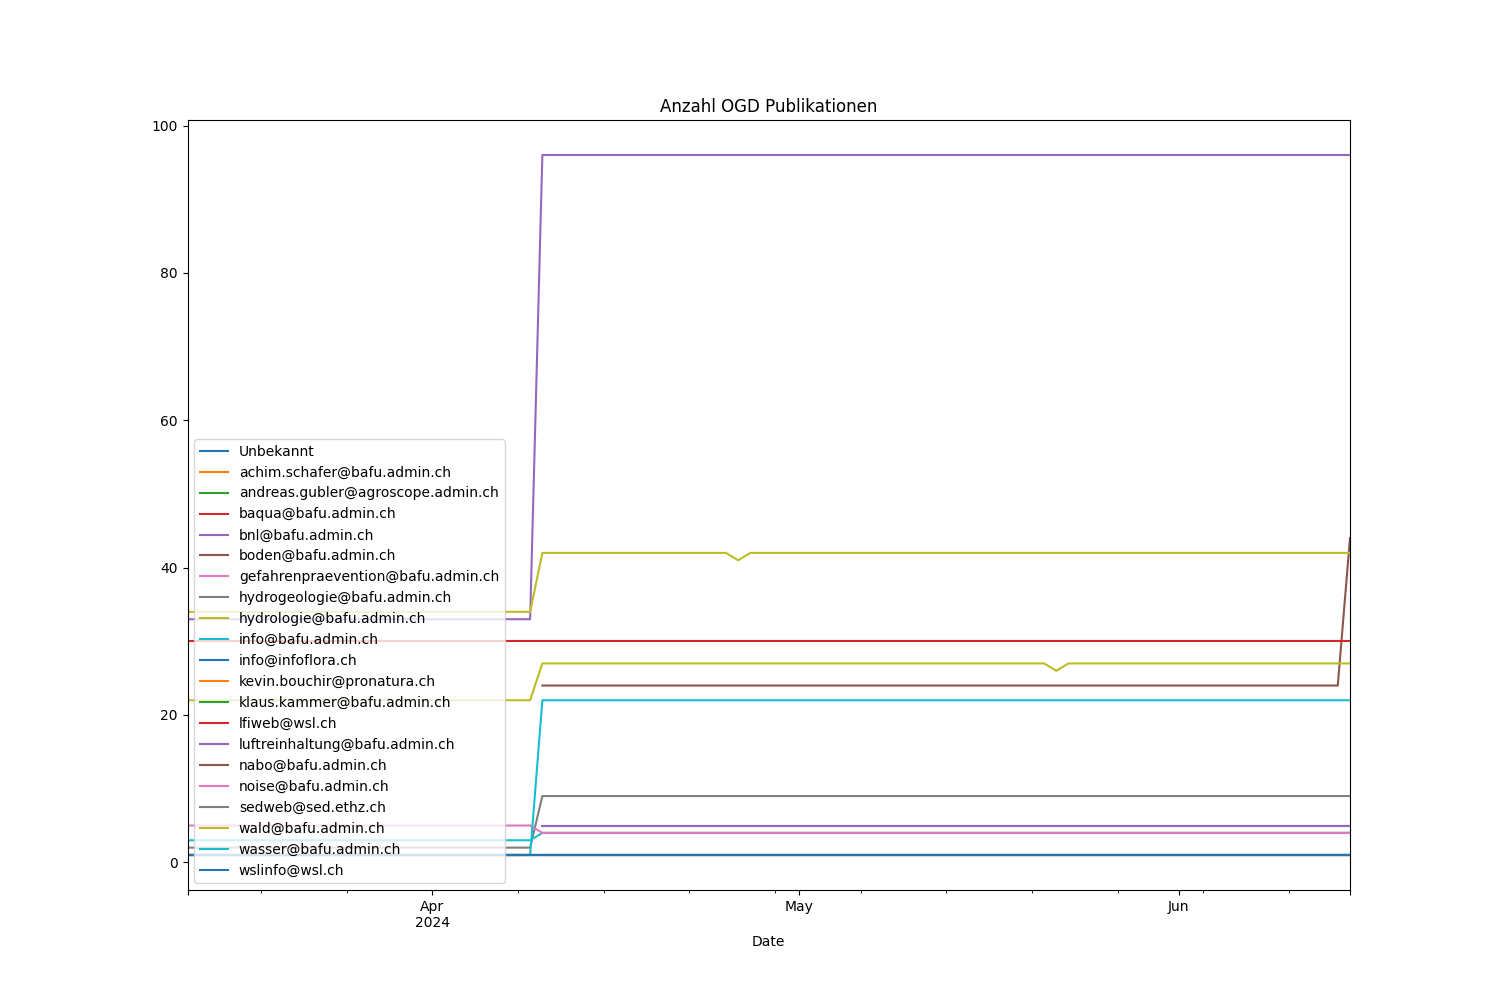 Anzahl OGD Publikationen
100
80
60
40
20
0
Unbekannt
achim.schafer@bafu.admin.ch
andreas.gubler@agroscope.admin.ch
baqua@bafu.admin.ch
bnl@bafu.admin.ch
boden@bafu.admin.ch
gefahrenpraevention@bafu.admin.ch
hydrogeologie@bafu.admin.ch
hydrologie@bafu.admin.ch
info@bafu.admin.ch
info@infoflora.ch
kevin.bouchir@pronatura.ch
klaus.kammer@bafu.admin.ch
lfiweb@wsl.ch
luftreinhaltung@bafu.admin.ch
nabo@bafu.admin.ch
noise@bafu.admin.ch
sedweb@sed.ethz.ch
wald@bafu.admin.ch
wasser@bafu.admin.ch
wslinfo@wsl.ch
Apr
2024
May
Jun
Date